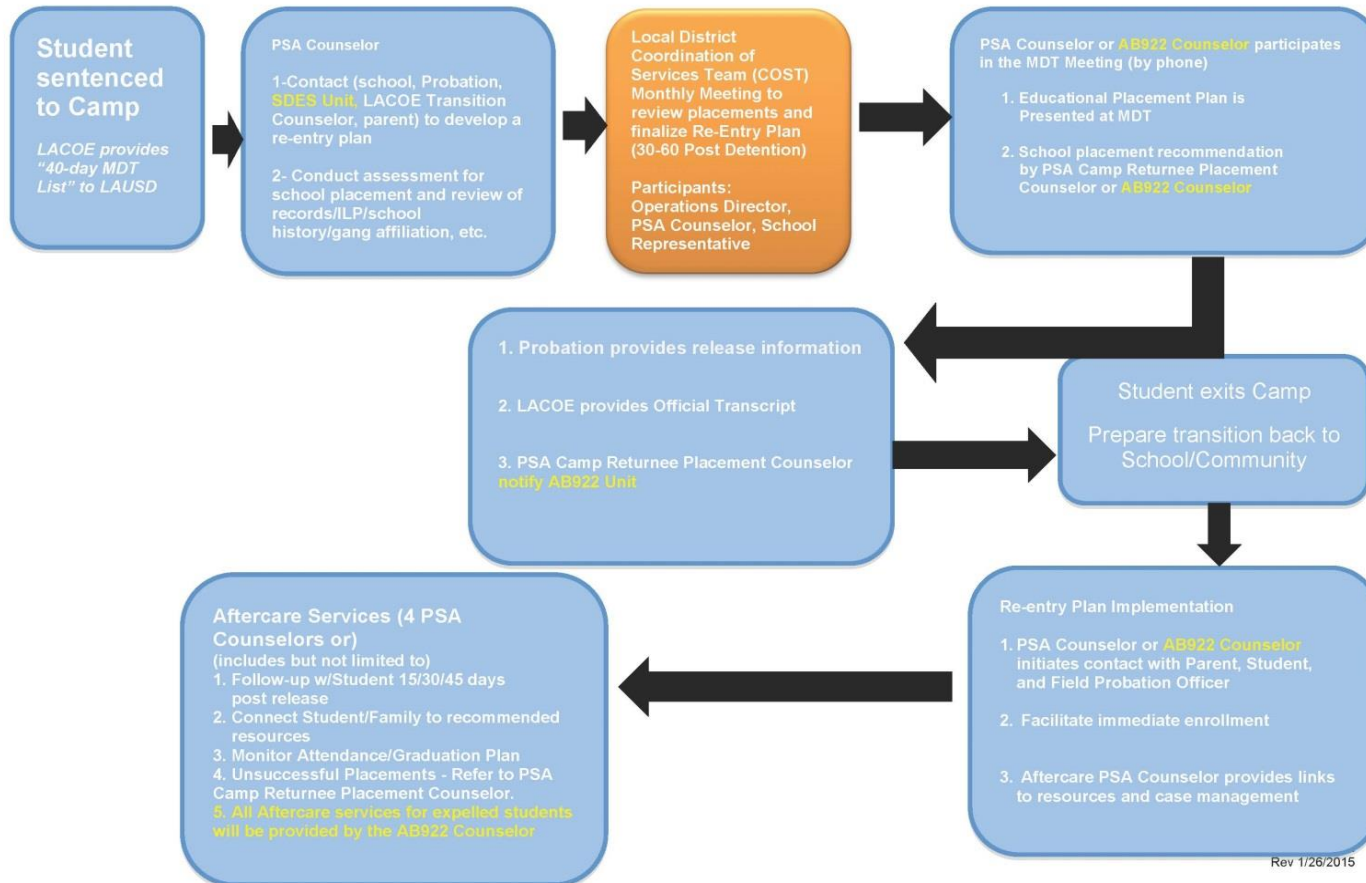 Student
sentenced
to Camp
LACOE provides
"40-day MDT
List" to LAUSD
PSA Counselor
1-Contact (school, Probation,
SDES Unit, LACOE Transition
Counselor, parent) to develop a
re-entry plan
2- Conduct assessment for
school placement and review of
records/ILP/school
history/gang affiliation, etc.
Local District
Coordination of
Services Team (COST)
Monthly Meeting to
review placements and
finalize Re-Entry Plan
(30-60 Post Detention)
Participants:
Operations Director,
PSA Counselor, School
Representative
PSA Counselor or AB922 Counselor participates
in the MDT Meeting (by phone)
1. Educational Placement Plan is
Presented at MDT
2. School placement recommendation
by PSA Camp Returnee Placement
Counselor or AB922 Counselor
1. Probation provides release information
2. LACOE provides Official Transcript
3. PSA Camp Returnee Placement Counselor
notify AB922 Unit
Student exits Camp
Prepare transition back to
School/Community
Re-entry Plan Implementation
1. PSA Counselor or AB922 Counselor
initiates contact with Parent, Student,
and Field Probation Officer
2. Facilitate immediate enrollment
3. Aftercare PSA Counselor provides links
to resources and case management
Aftercare Services (4 PSA
Counselors or)
(includes but not limited to)
1. Follow-up w/Student 15/30/45 days
post release
2. Connect Student/Family to recommended
resources
3. Monitor Attendance/Graduation Plan
4. Unsuccessful Placements - Refer to PSA
Camp Returnee Placement Counselor.
5. All Aftercare services for expelled students
will be provided by the AB922 Counselor
Rev 1/26/2015